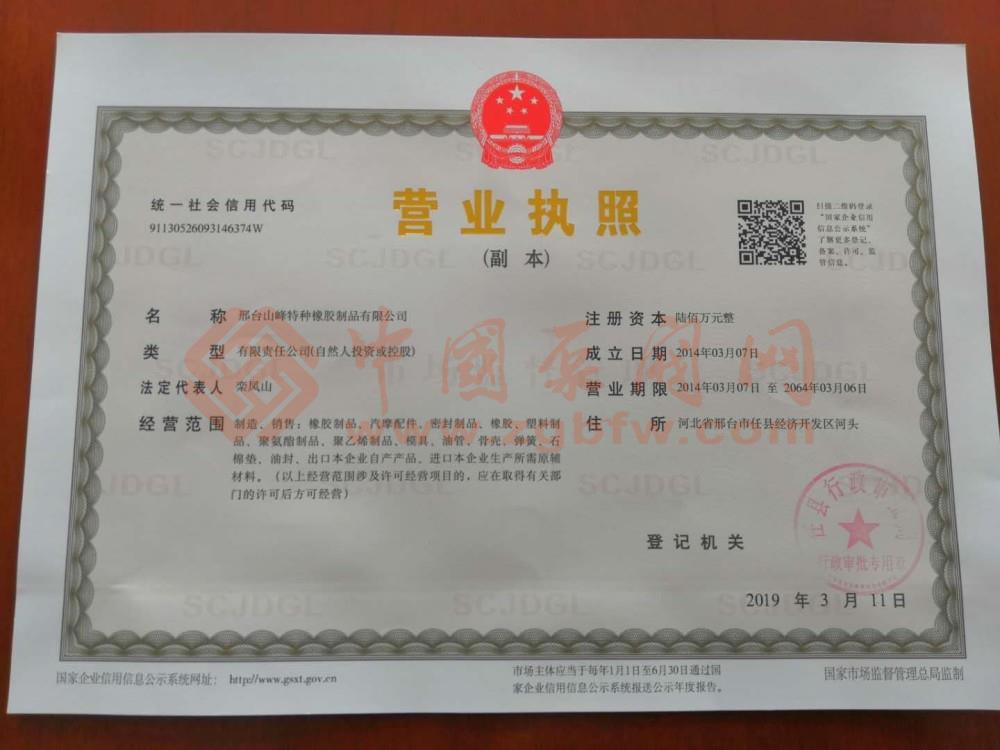 统一社会信用代码
91130526093146374W
营业执照
(副 本)
扫描二维码登录
“国家企业信用
信息公示系统”
了解更多登记、
备案、许可、监
管信息。
名 称 邢台山峰特种橡胶制品有限公司
类 型 有限责任公司(自然人投资或控股)
法定代表人 栾凤山
经营范围 制造、销售:橡胶制品、汽摩配件、密封制品、橡胶、塑料制
品、聚氨酯制品、聚乙烯制品、模具、油管、骨壳、弹簧、石
棉垫、油封、出口本企业自产产品、进口本企业生产所需原辅
材料。(以上经营范围涉及许可经营项目的,应在取得有关部
门的许可后方可经营)
注册资本 陆佰万元整
成立日期 2014年03月07日
营业期限 2014年03月07日 至 2064年03月06日
住 所 河北省邢台市任县经济开发区河头
登记机关
行政审批专用章
2019 年 3 月 11 日
国家企业信用信息公示系统网址: http://www.gsxt.gov.cn
市场主体应当于每年1月1日至6月30日通过国
家企业信用信息公示系统报送公示年度报告。
国家市场监督管理总局监制
中国泵阀网
www.zgbfw.com
SCJDGL